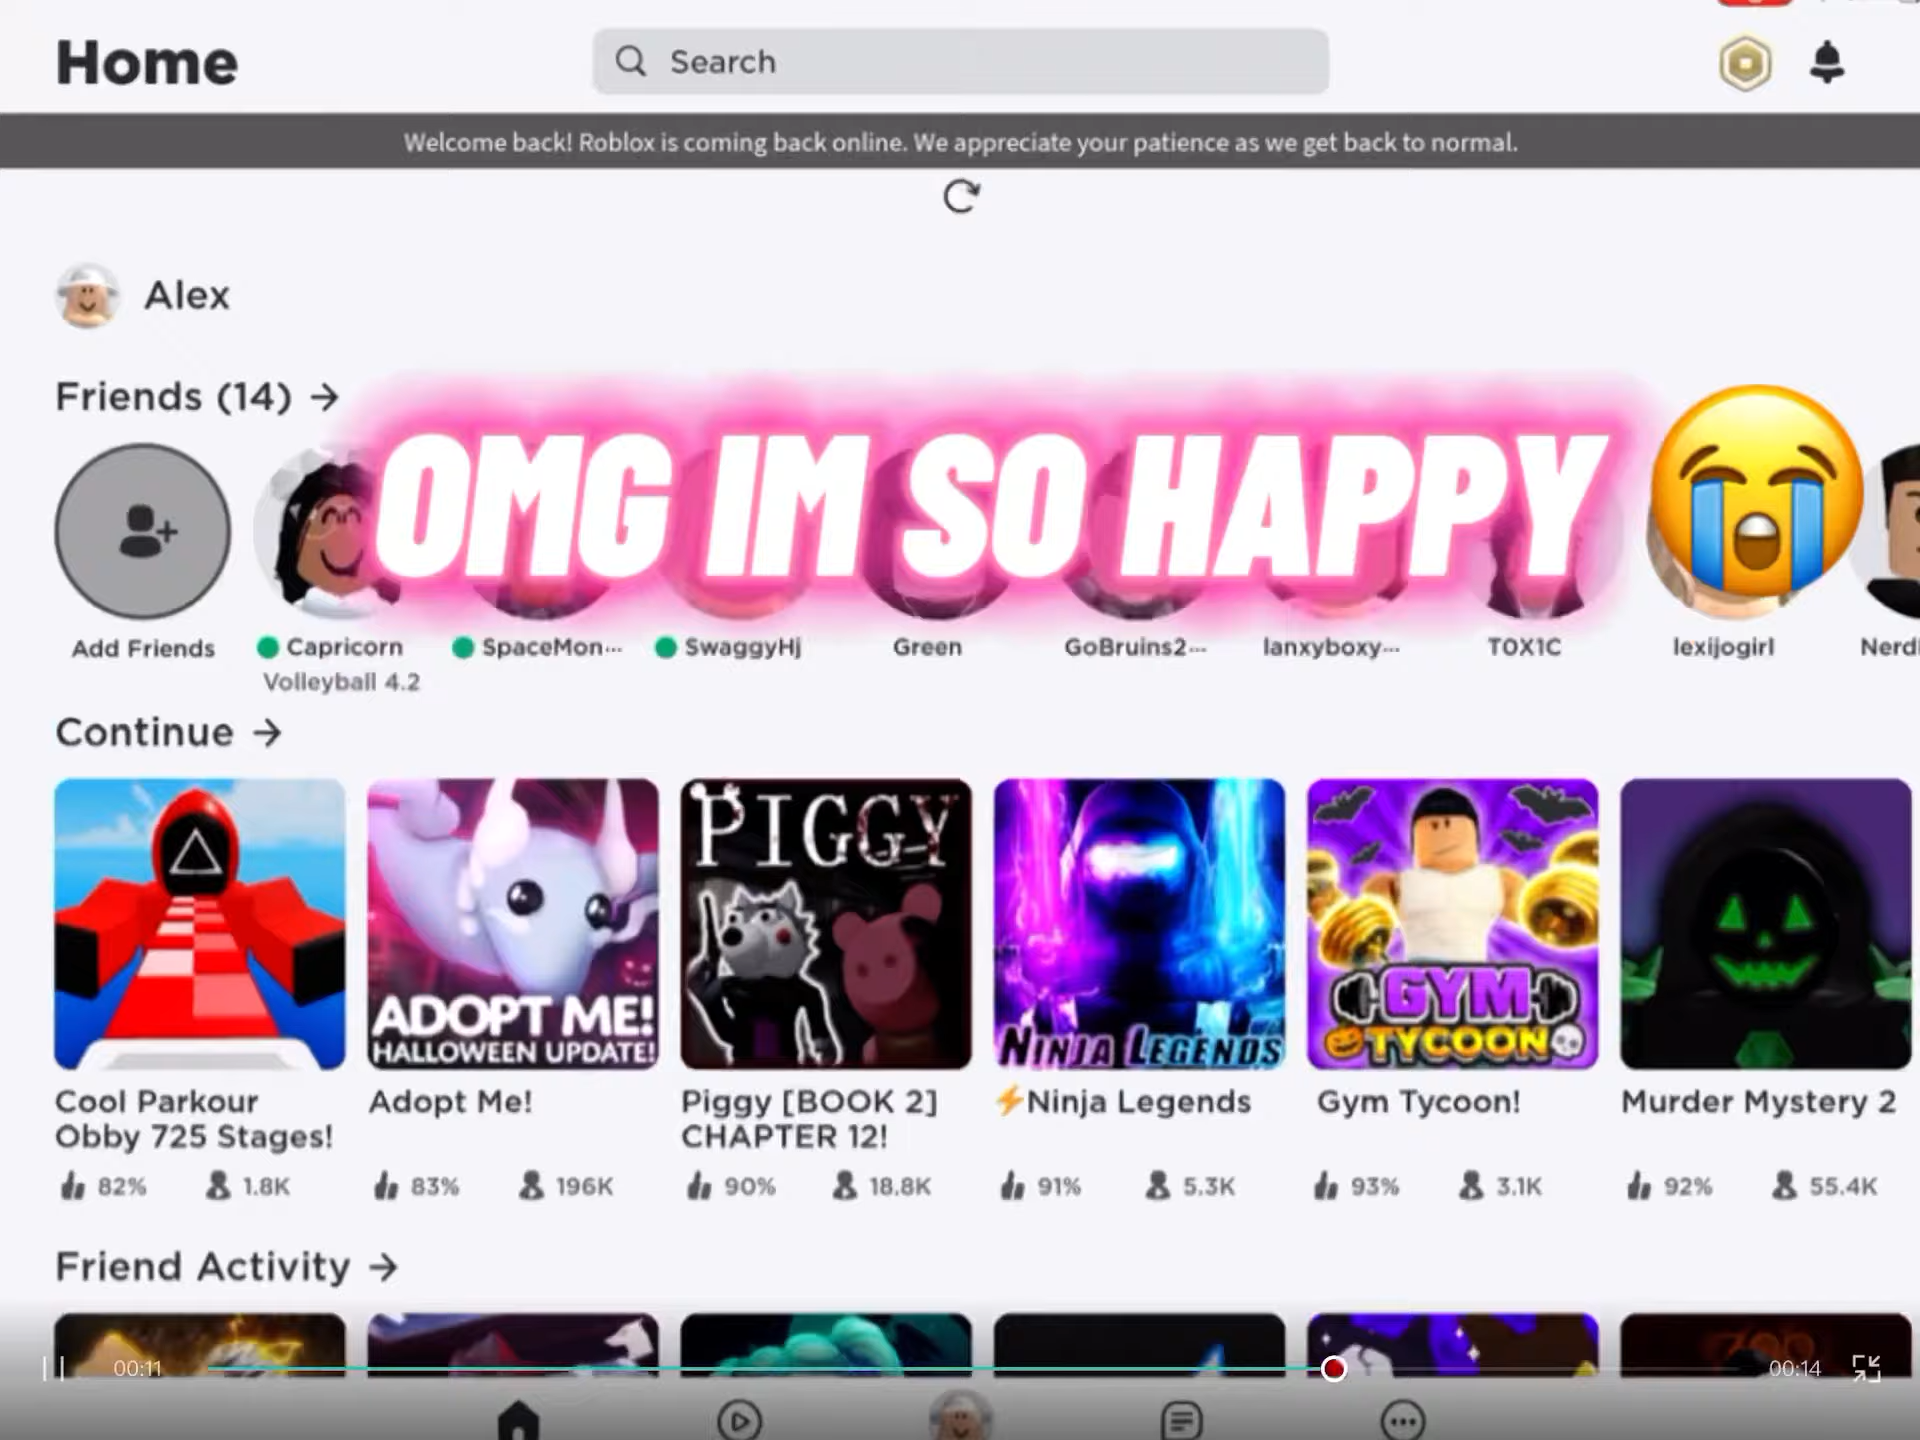 Home
Search
Welcome back! Roblox is coming back online. We appreciate your patience as we get back to normal.
Alex
Friends (14) →
OMG IM SO HAPPY 😭
Add Friends
Capricorn
SpaceMon...
SwaggyHj
Green
GoBruins2...
lanxyboxy...
T0X1C
lexijogirl
Nerdi
Volleyball 4.2
Continue →
PIGGY
ADOPT ME!
HALLOWEEN UPDATE!
NINJA LEGENDS
GYM
TYCOON
Cool Parkour
Obby 725 Stages!
Adopt Me!
Piggy [BOOK 2]
CHAPTER 12!
⚡Ninja Legends
Gym Tycoon!
Murder Mystery 2
82% 1.8K
83% 196K
90% 18.8K
91% 5.3K
93% 3.1K
92% 55.4K
Friend Activity →
00:11
00:14